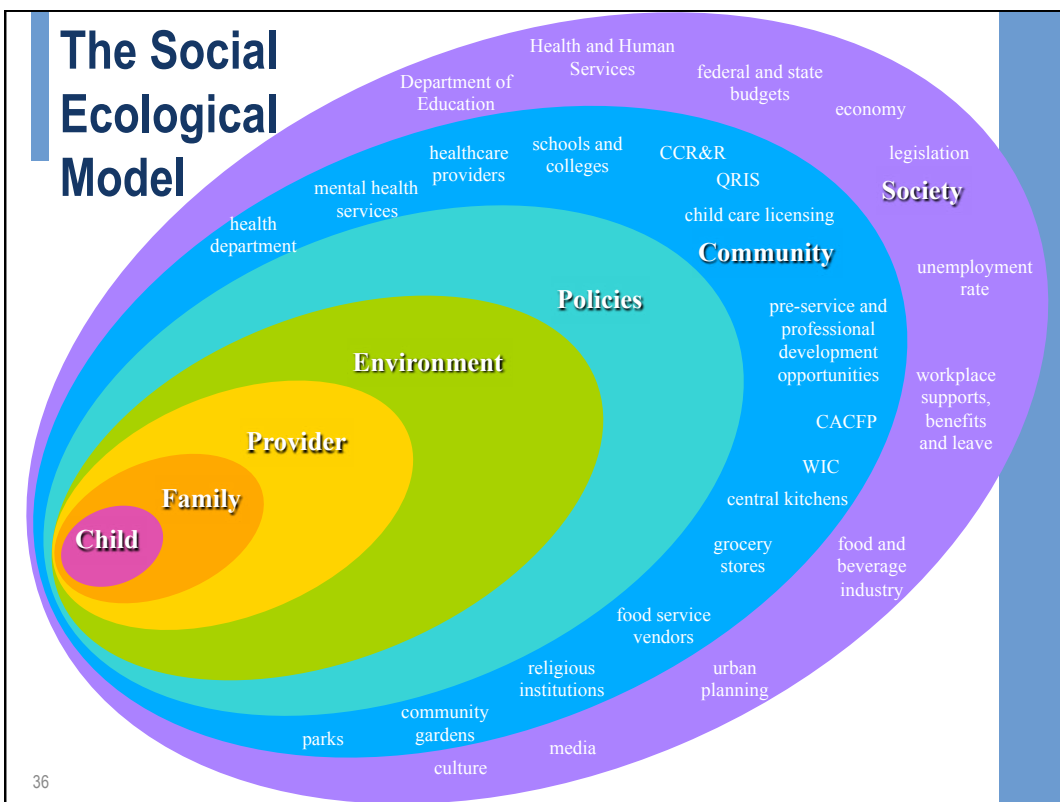 The Social
Ecological
Model
Health and Human
Services
Department of
Education
federal and state
budgets
economy
legislation
Society
unemployment
rate
workplace
supports,
benefits
and leave
food and
beverage
industry
urban
planning
media
culture
health
department
mental health
services
healthcare
providers
schools and
colleges
CCR&R
QRIS
child care licensing
Community
pre-service and
professional
development
opportunities
CACFP
WIC
central kitchens
grocery
stores
food service
vendors
religious
institutions
community
gardens
parks
Policies
Environment
Provider
Family
Child
36